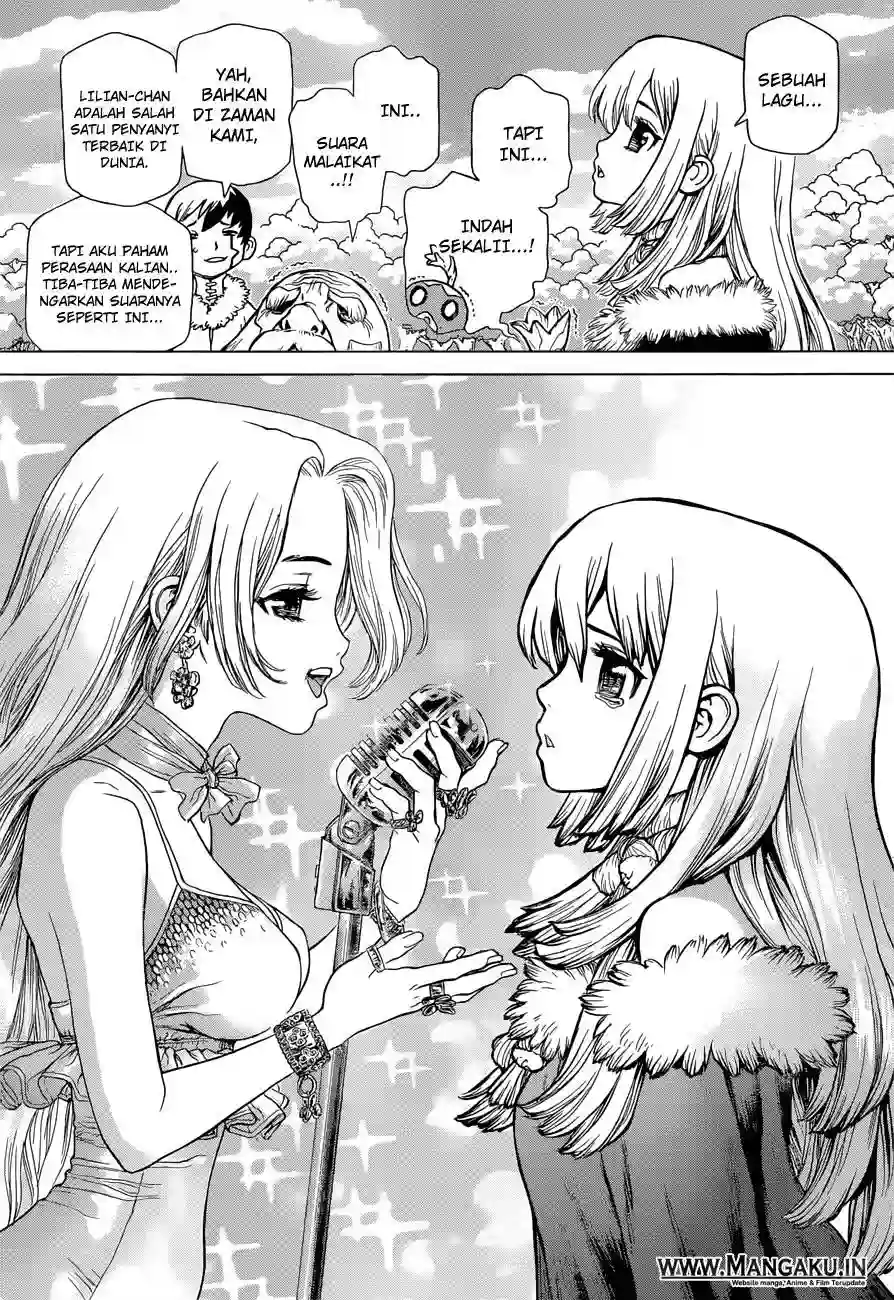 SEBUAH
LAGU...
TAPI
INI...
INDAH
SEKALII...!
INI..
SUARA
MALAIKAT
..!!
YAH,
BAHKAN
DI ZAMAN
KAMI,
LILIAN-CHAN
ADALAH SALAH
SATU PENYANYI
TERBAIK DI
DUNIA.
TAPI AKU PAHAM
PERASAAN KALIAN..
TIBA-TIBA MENDE-
NGARKAN SUARANYA
SEPERTI INI...
WWW.MANGAKU.IN
Website manga, Anime & Film Terupdate